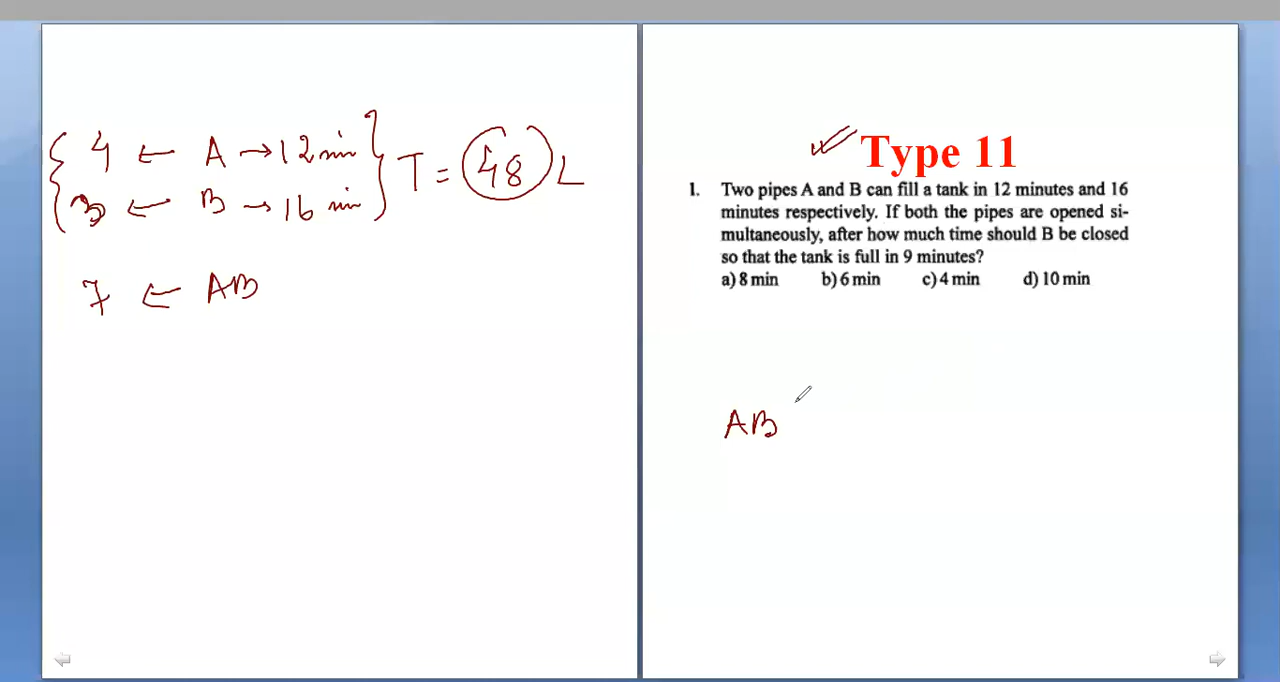 4 ← A → 12 min
3 ← B → 16 min
T = 48 L
7 ← AB
Type 11
1. Two pipes A and B can fill a tank in 12 minutes and 16
minutes respectively. If both the pipes are opened si-
multaneously, after how much time should B be closed
so that the tank is full in 9 minutes?
a) 8 min b) 6 min c) 4 min d) 10 min
AB